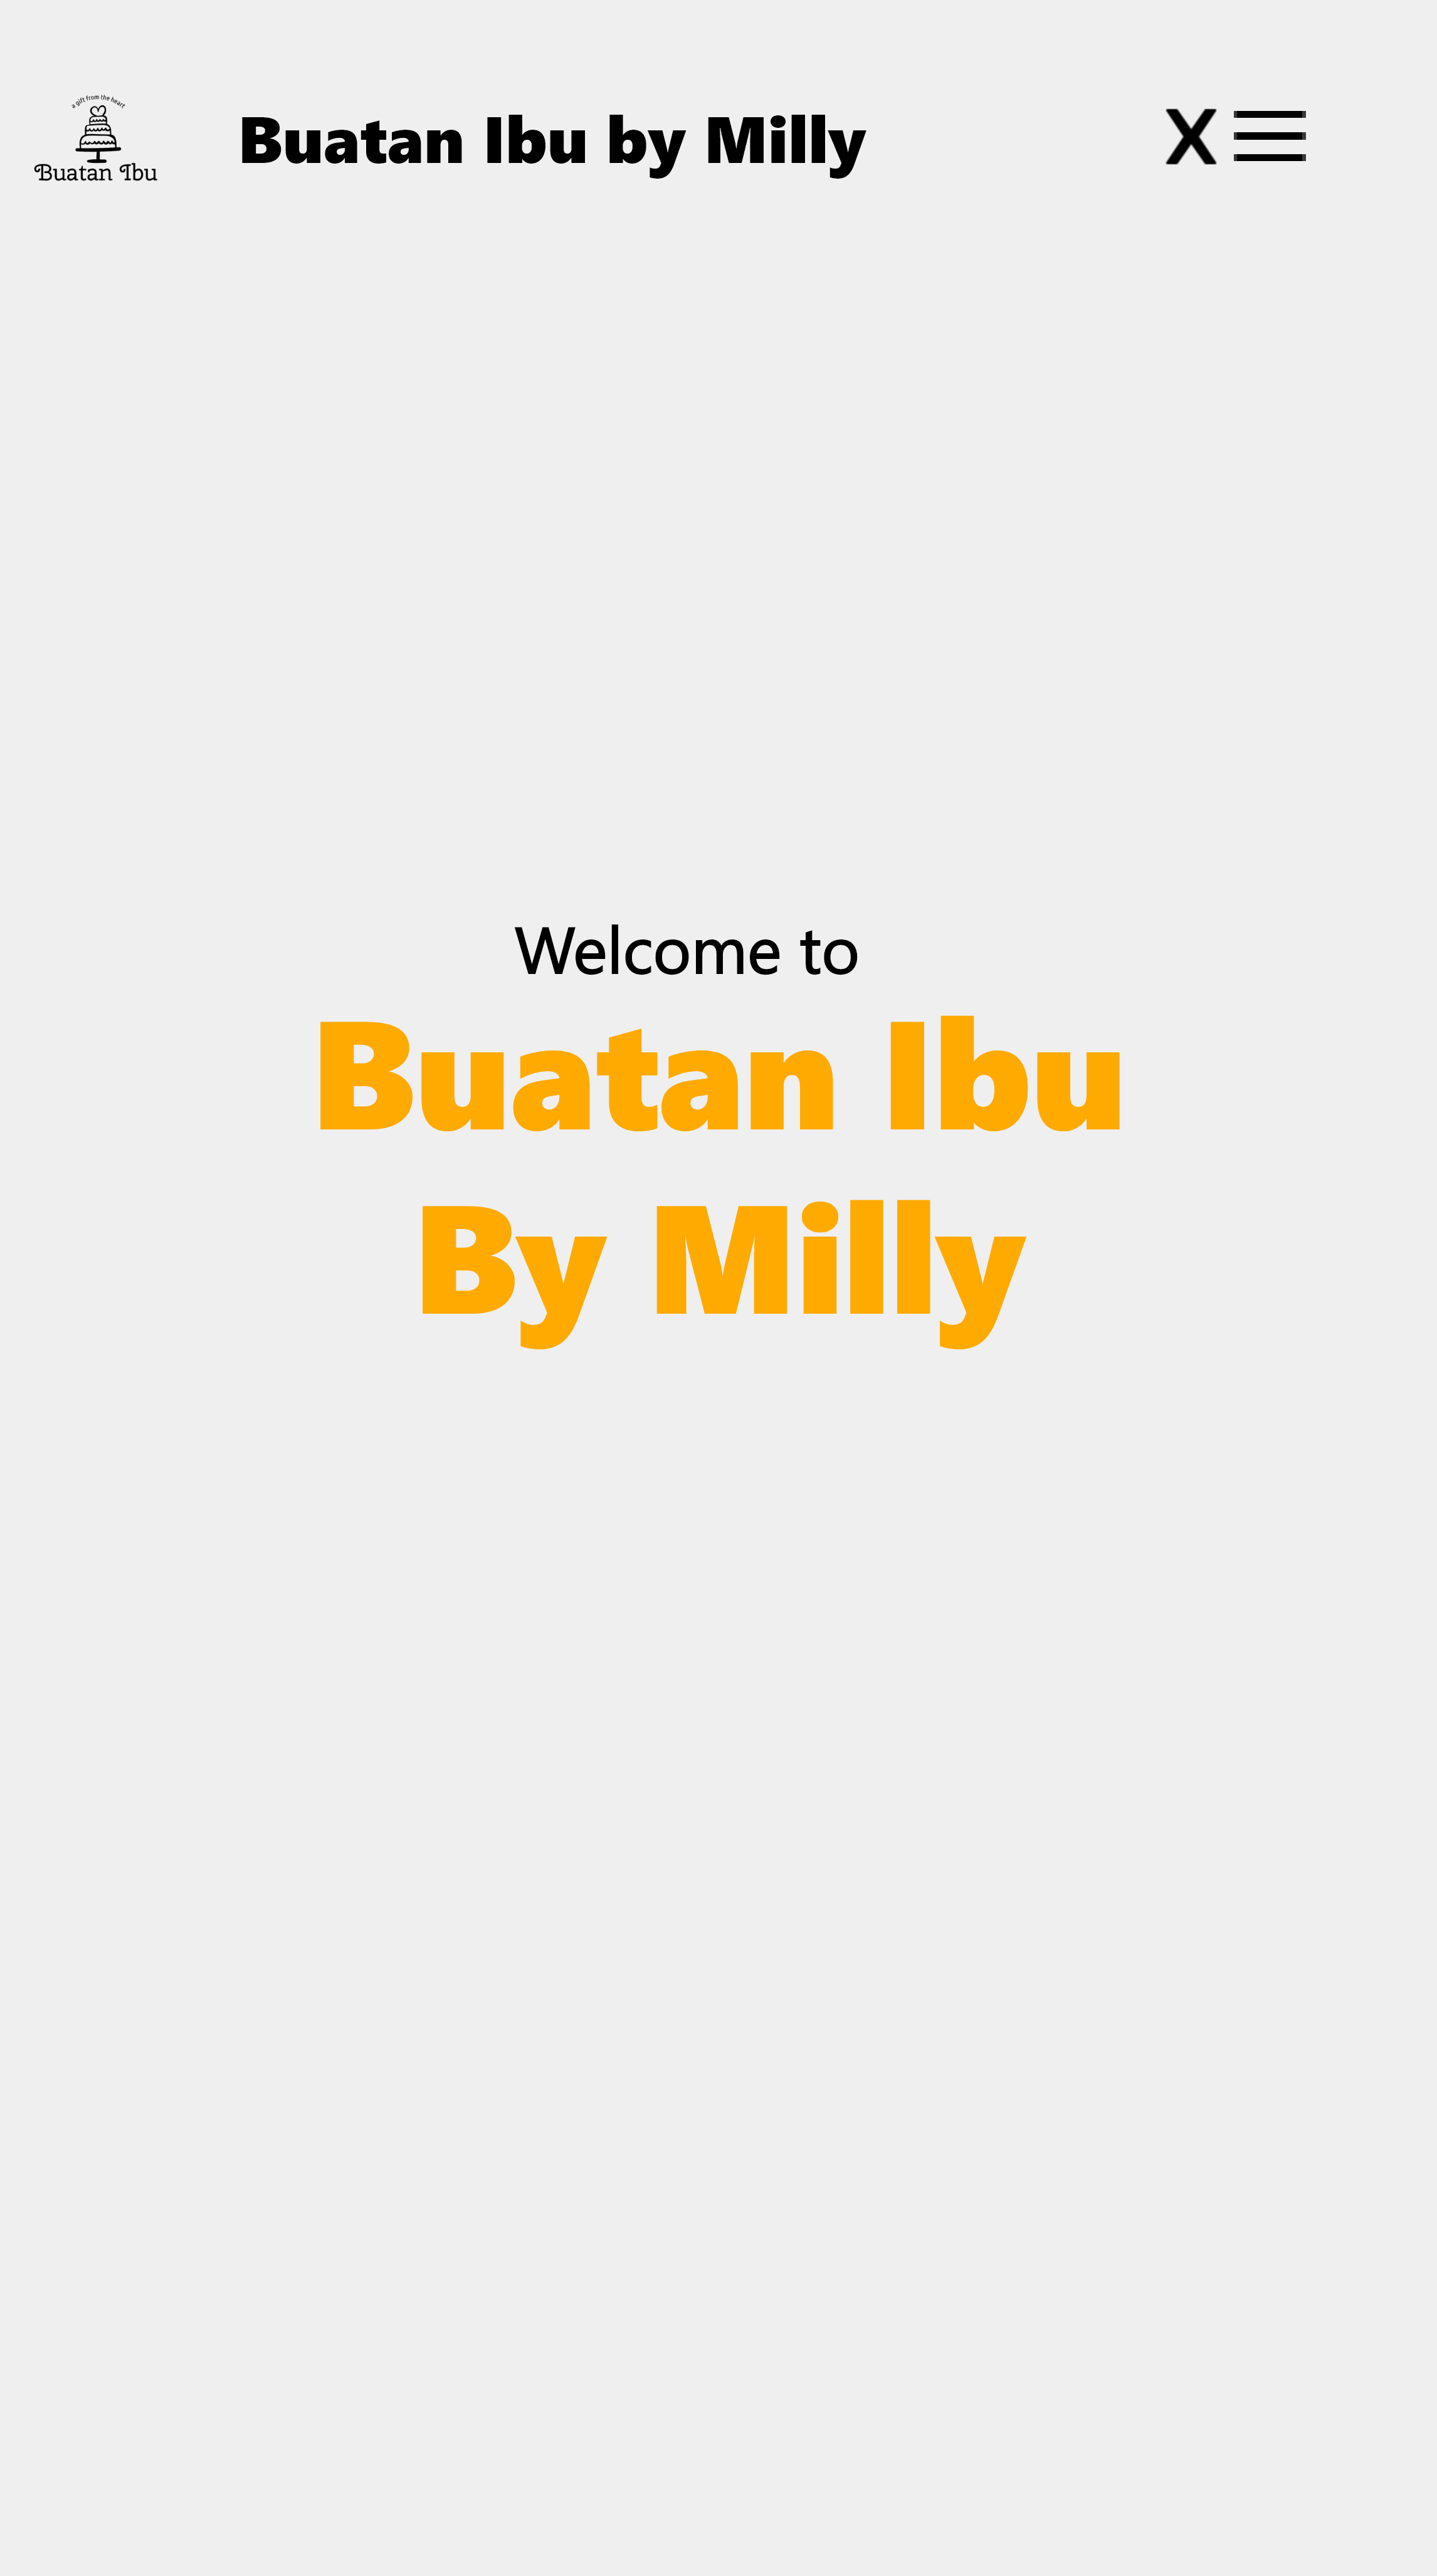 a gift from the heart
Buatan Ibu
Buatan Ibu by Milly
X
Welcome to
Buatan Ibu
By Milly